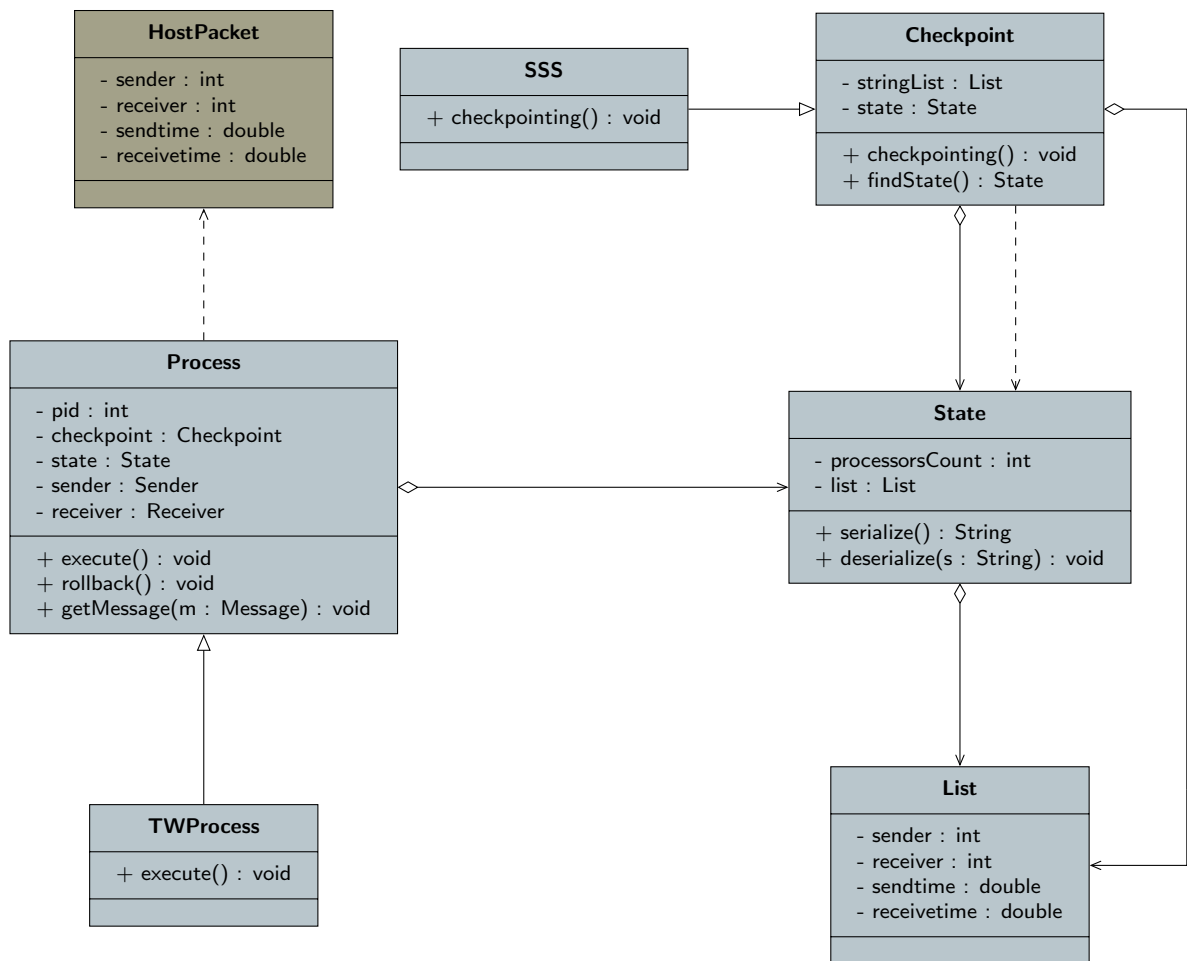 HostPacket
- sender : int
- receiver : int
- sendtime : double
- receivetime : double
SSS
+ checkpointing() : void
Checkpoint
- stringList : List
- state : State
+ checkpointing() : void
+ findState() : State
Process
- pid : int
- checkpoint : Checkpoint
- state : State
- sender : Sender
- receiver : Receiver
+ execute() : void
+ rollback() : void
+ getMessage(m : Message) : void
State
- processorsCount : int
- list : List
+ serialize() : String
+ deserialize(s : String) : void
TWProcess
+ execute() : void
List
- sender : int
- receiver : int
- sendtime : double
- receivetime : double